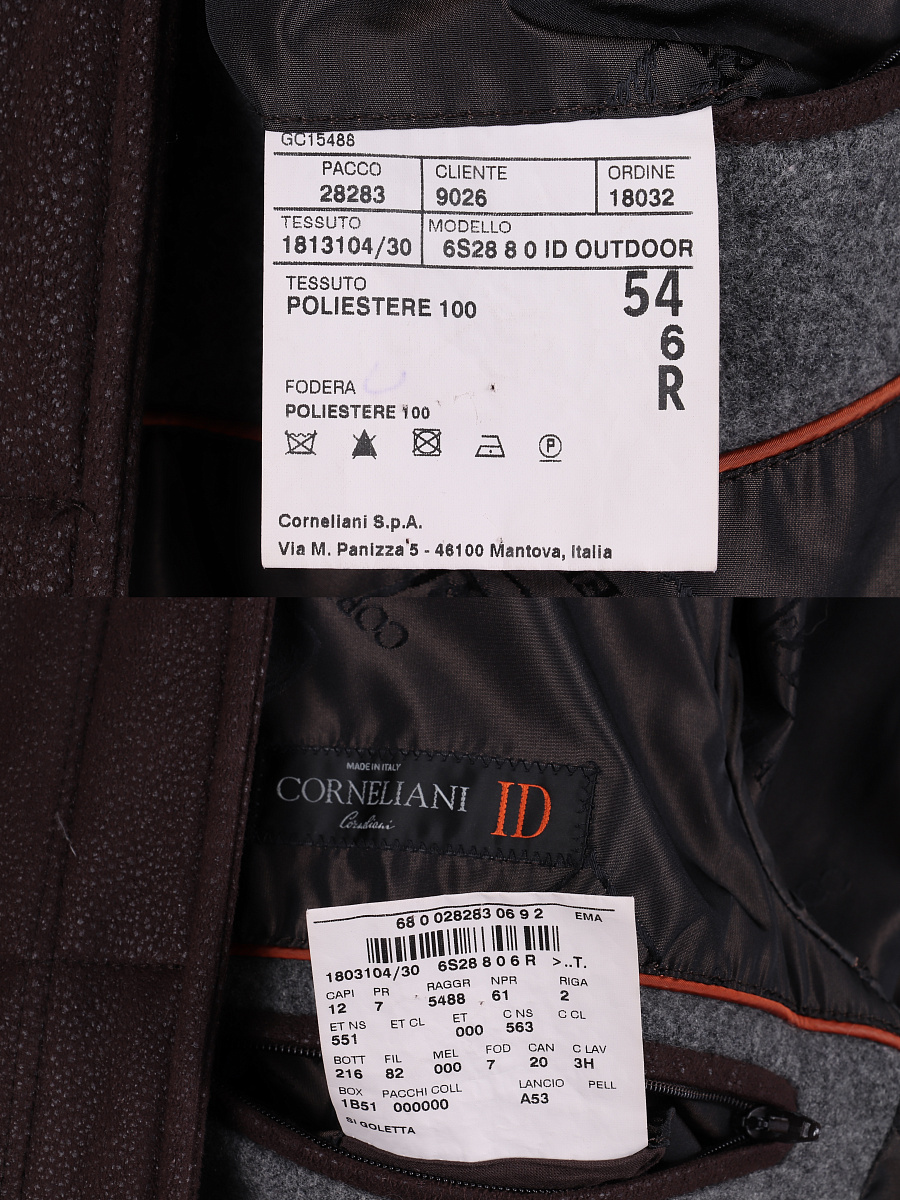 GC15488
PACCO CLIENTE ORDINE
28283 9026 18032
TESSUTO MODELLO
1813104/30 6S28 8 0 ID OUTDOOR
TESSUTO 54
POLIESTERE 100
6
R
FODERA
POLIESTERE 100
P
Corneliani S.p.A.
Via M. Panizza 5 - 46100 Mantova, Italia
COR
MADE IN ITALY
CORNELIANI ID
Corneliani
68 0 028283 0 6 9 2 EMA
1803104/30 6S28 8 0 6 R >..T.
CAPI PR RAGGR NPR RIGA
12 7 5488 61 2
ET NS ET CL ET C NS C CL
551 000 563
BOTT FIL MEL FOD CAN C LAV
216 82 000 7 20 3H
BOX PACCHI COLL LANCIO PELL
1B51 000000 A53
SI GOLETTA